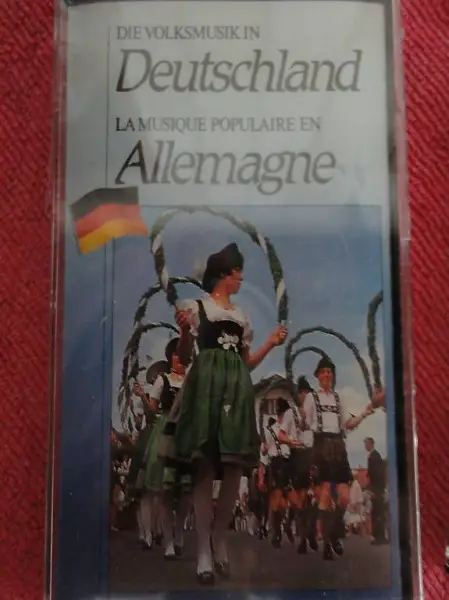 DIE VOLKSMUSIK IN
Deutschland
LA MUSIQUE POPULAIRE EN
Allemagne